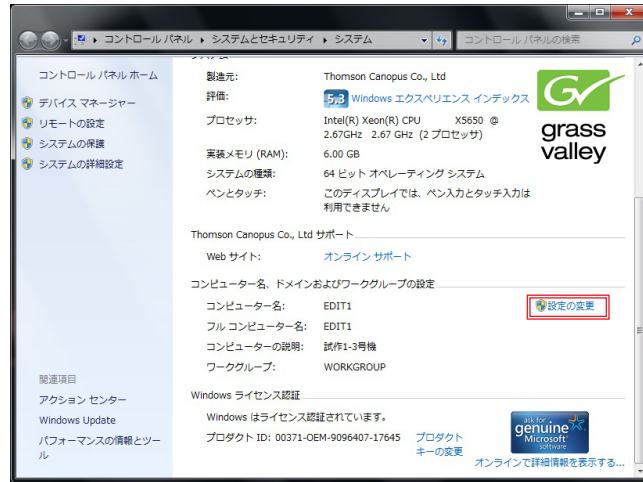 コントロール パネル ▸ システムとセキュリティ ▸ システム
コントロール パネルの検索
コントロール パネル ホーム
デバイス マネージャー
リモートの設定
システムの保護
システムの詳細設定
関連項目
アクション センター
Windows Update
パフォーマンスの情報とツー
ル
製造元: Thomson Canopus Co., Ltd
評価: 5.3 Windows エクスペリエンス インデックス
プロセッサ: Intel(R) Xeon(R) CPU X5650 @
2.67GHz 2.67 GHz (2 プロセッサ)
実装メモリ (RAM): 6.00 GB
システムの種類: 64 ビット オペレーティング システム
ペンとタッチ: このディスプレイでは、ペン入力とタッチ入力は
利用できません
GV
grass
valley
Thomson Canopus Co., Ltd サポート
Web サイト: オンライン サポート
コンピューター名、ドメインおよびワークグループの設定
コンピューター名: EDIT1
設定の変更
フル コンピューター名: EDIT1
コンピューターの説明: 試作1-3号機
ワークグループ: WORKGROUP
Windows ライセンス認証
Windows はライセンス認証されています。
プロダクト ID: 00371-OEM-9096407-17645
プロダクト
キーの変更
ask for
genuine
Microsoft
software
オンラインで詳細情報を表示する...